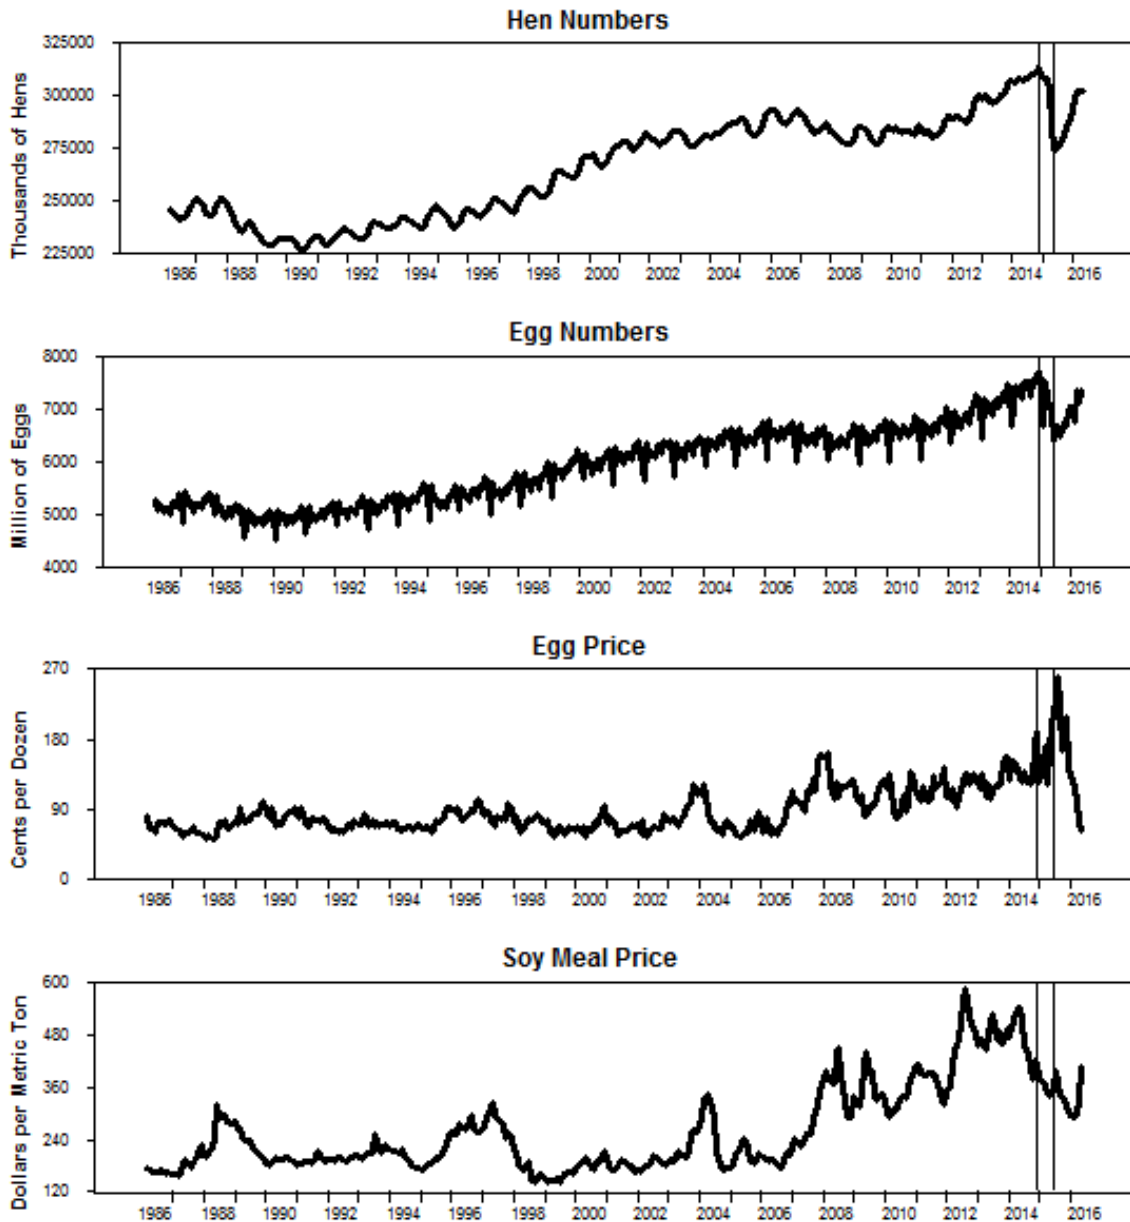 Hen Numbers
Thousands of Hens
325000
300000
275000
250000
225000
1986 1988 1990 1992 1994 1996 1998 2000 2002 2004 2006 2008 2010 2012 2014 2016
Egg Numbers
Million of Eggs
8000
7000
6000
5000
4000
1986 1988 1990 1992 1994 1996 1998 2000 2002 2004 2006 2008 2010 2012 2014 2016
Egg Price
Cents per Dozen
270
180
90
0
1986 1988 1990 1992 1994 1996 1998 2000 2002 2004 2006 2008 2010 2012 2014 2016
Soy Meal Price
Dollars per Metric Ton
600
480
360
240
120
1986 1988 1990 1992 1994 1996 1998 2000 2002 2004 2006 2008 2010 2012 2014 2016